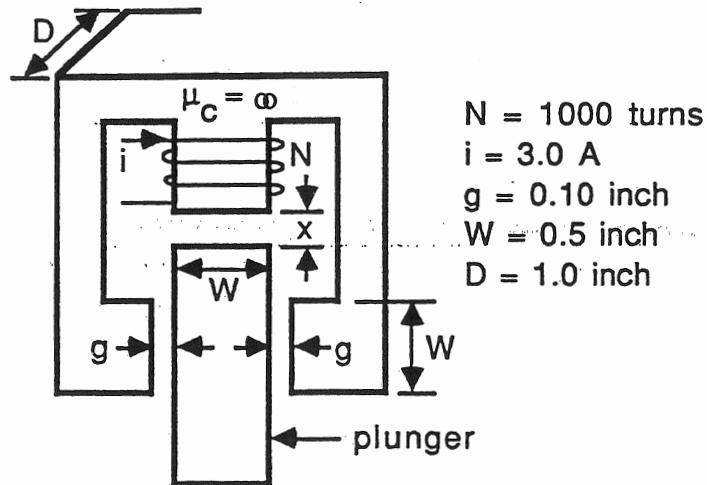 D
μc = ∞
i
N
x
W
g
g
W
plunger
N = 1000 turns
i = 3.0 A
g = 0.10 inch
W = 0.5 inch
D = 1.0 inch